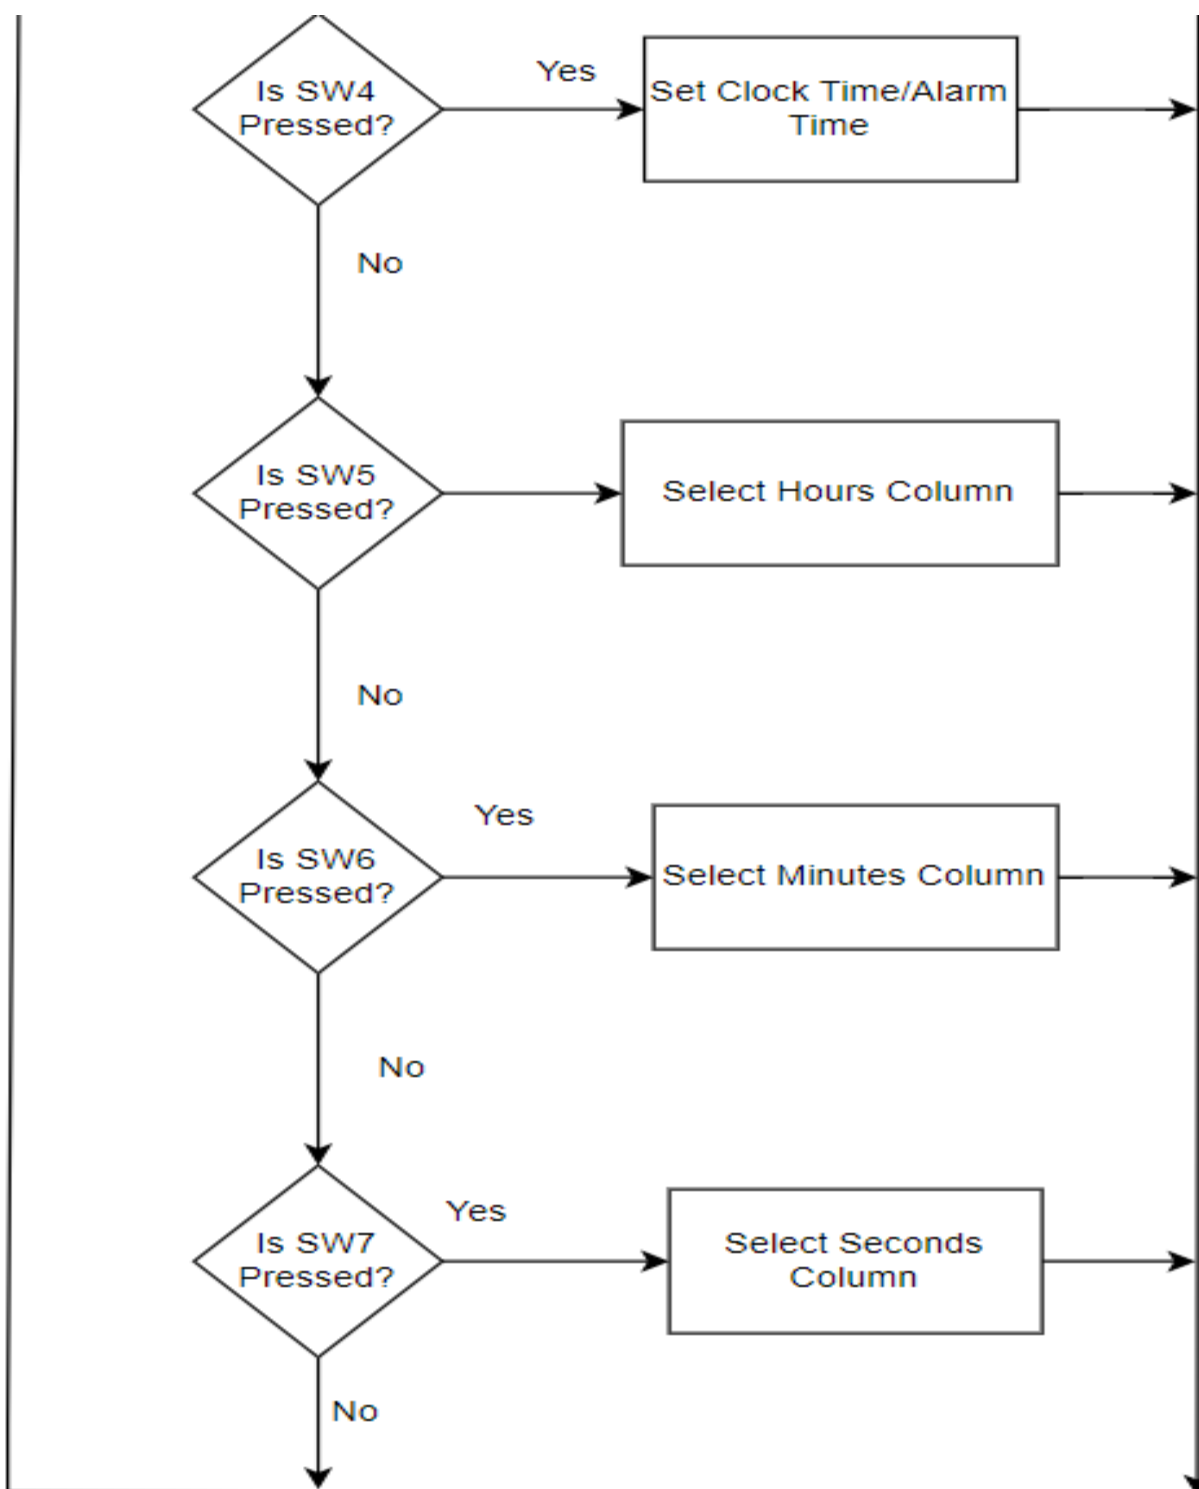 Is SW4
Pressed?
Yes
Set Clock Time/Alarm
Time
No
Is SW5
Pressed?
Select Hours Column
No
Is SW6
Pressed?
Yes
Select Minutes Column
No
Is SW7
Pressed?
Yes
Select Seconds
Column
No